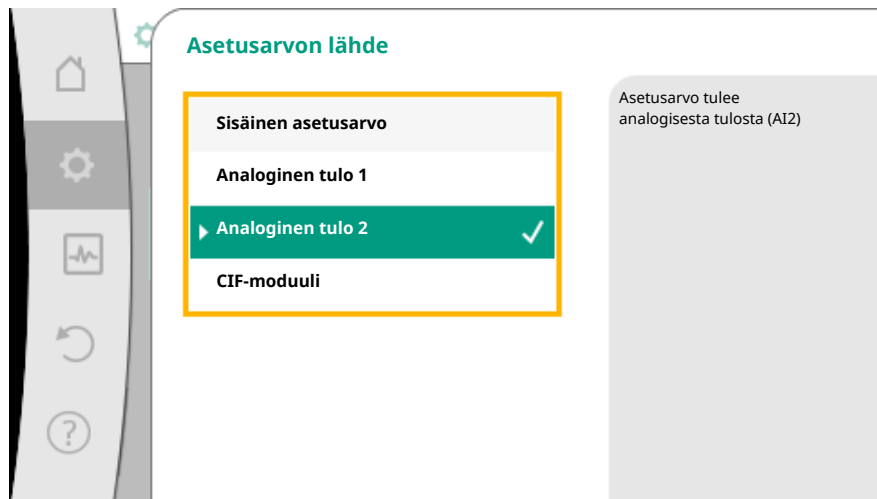 Asetusarvon lähde
Sisäinen asetusarvo
Analoginen tulo 1
Analoginen tulo 2
CIF-moduuli
Asetusarvo tulee
analogisesta tulosta (AI2)
?